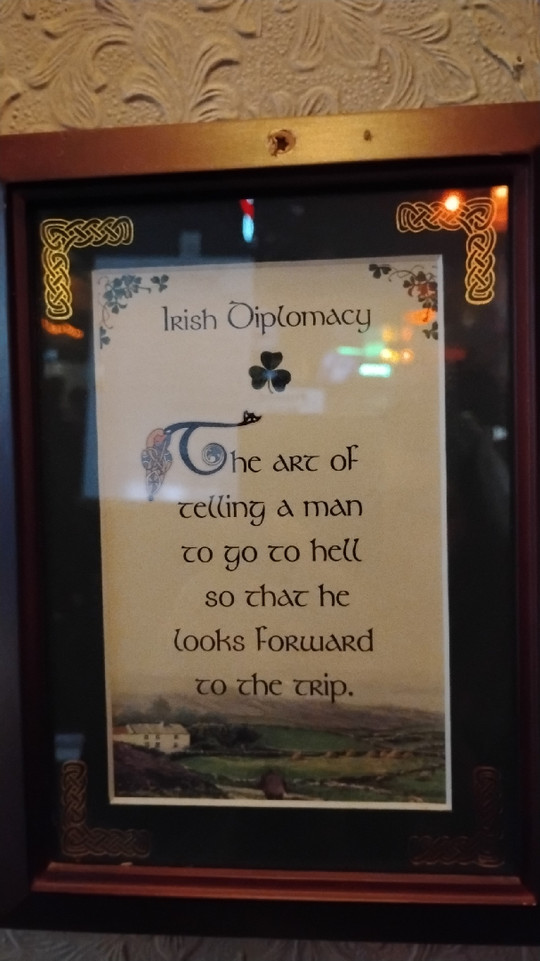 Irish Diplomacy
The art of
telling a man
to go to hell
so that he
looks forward
to the trip.